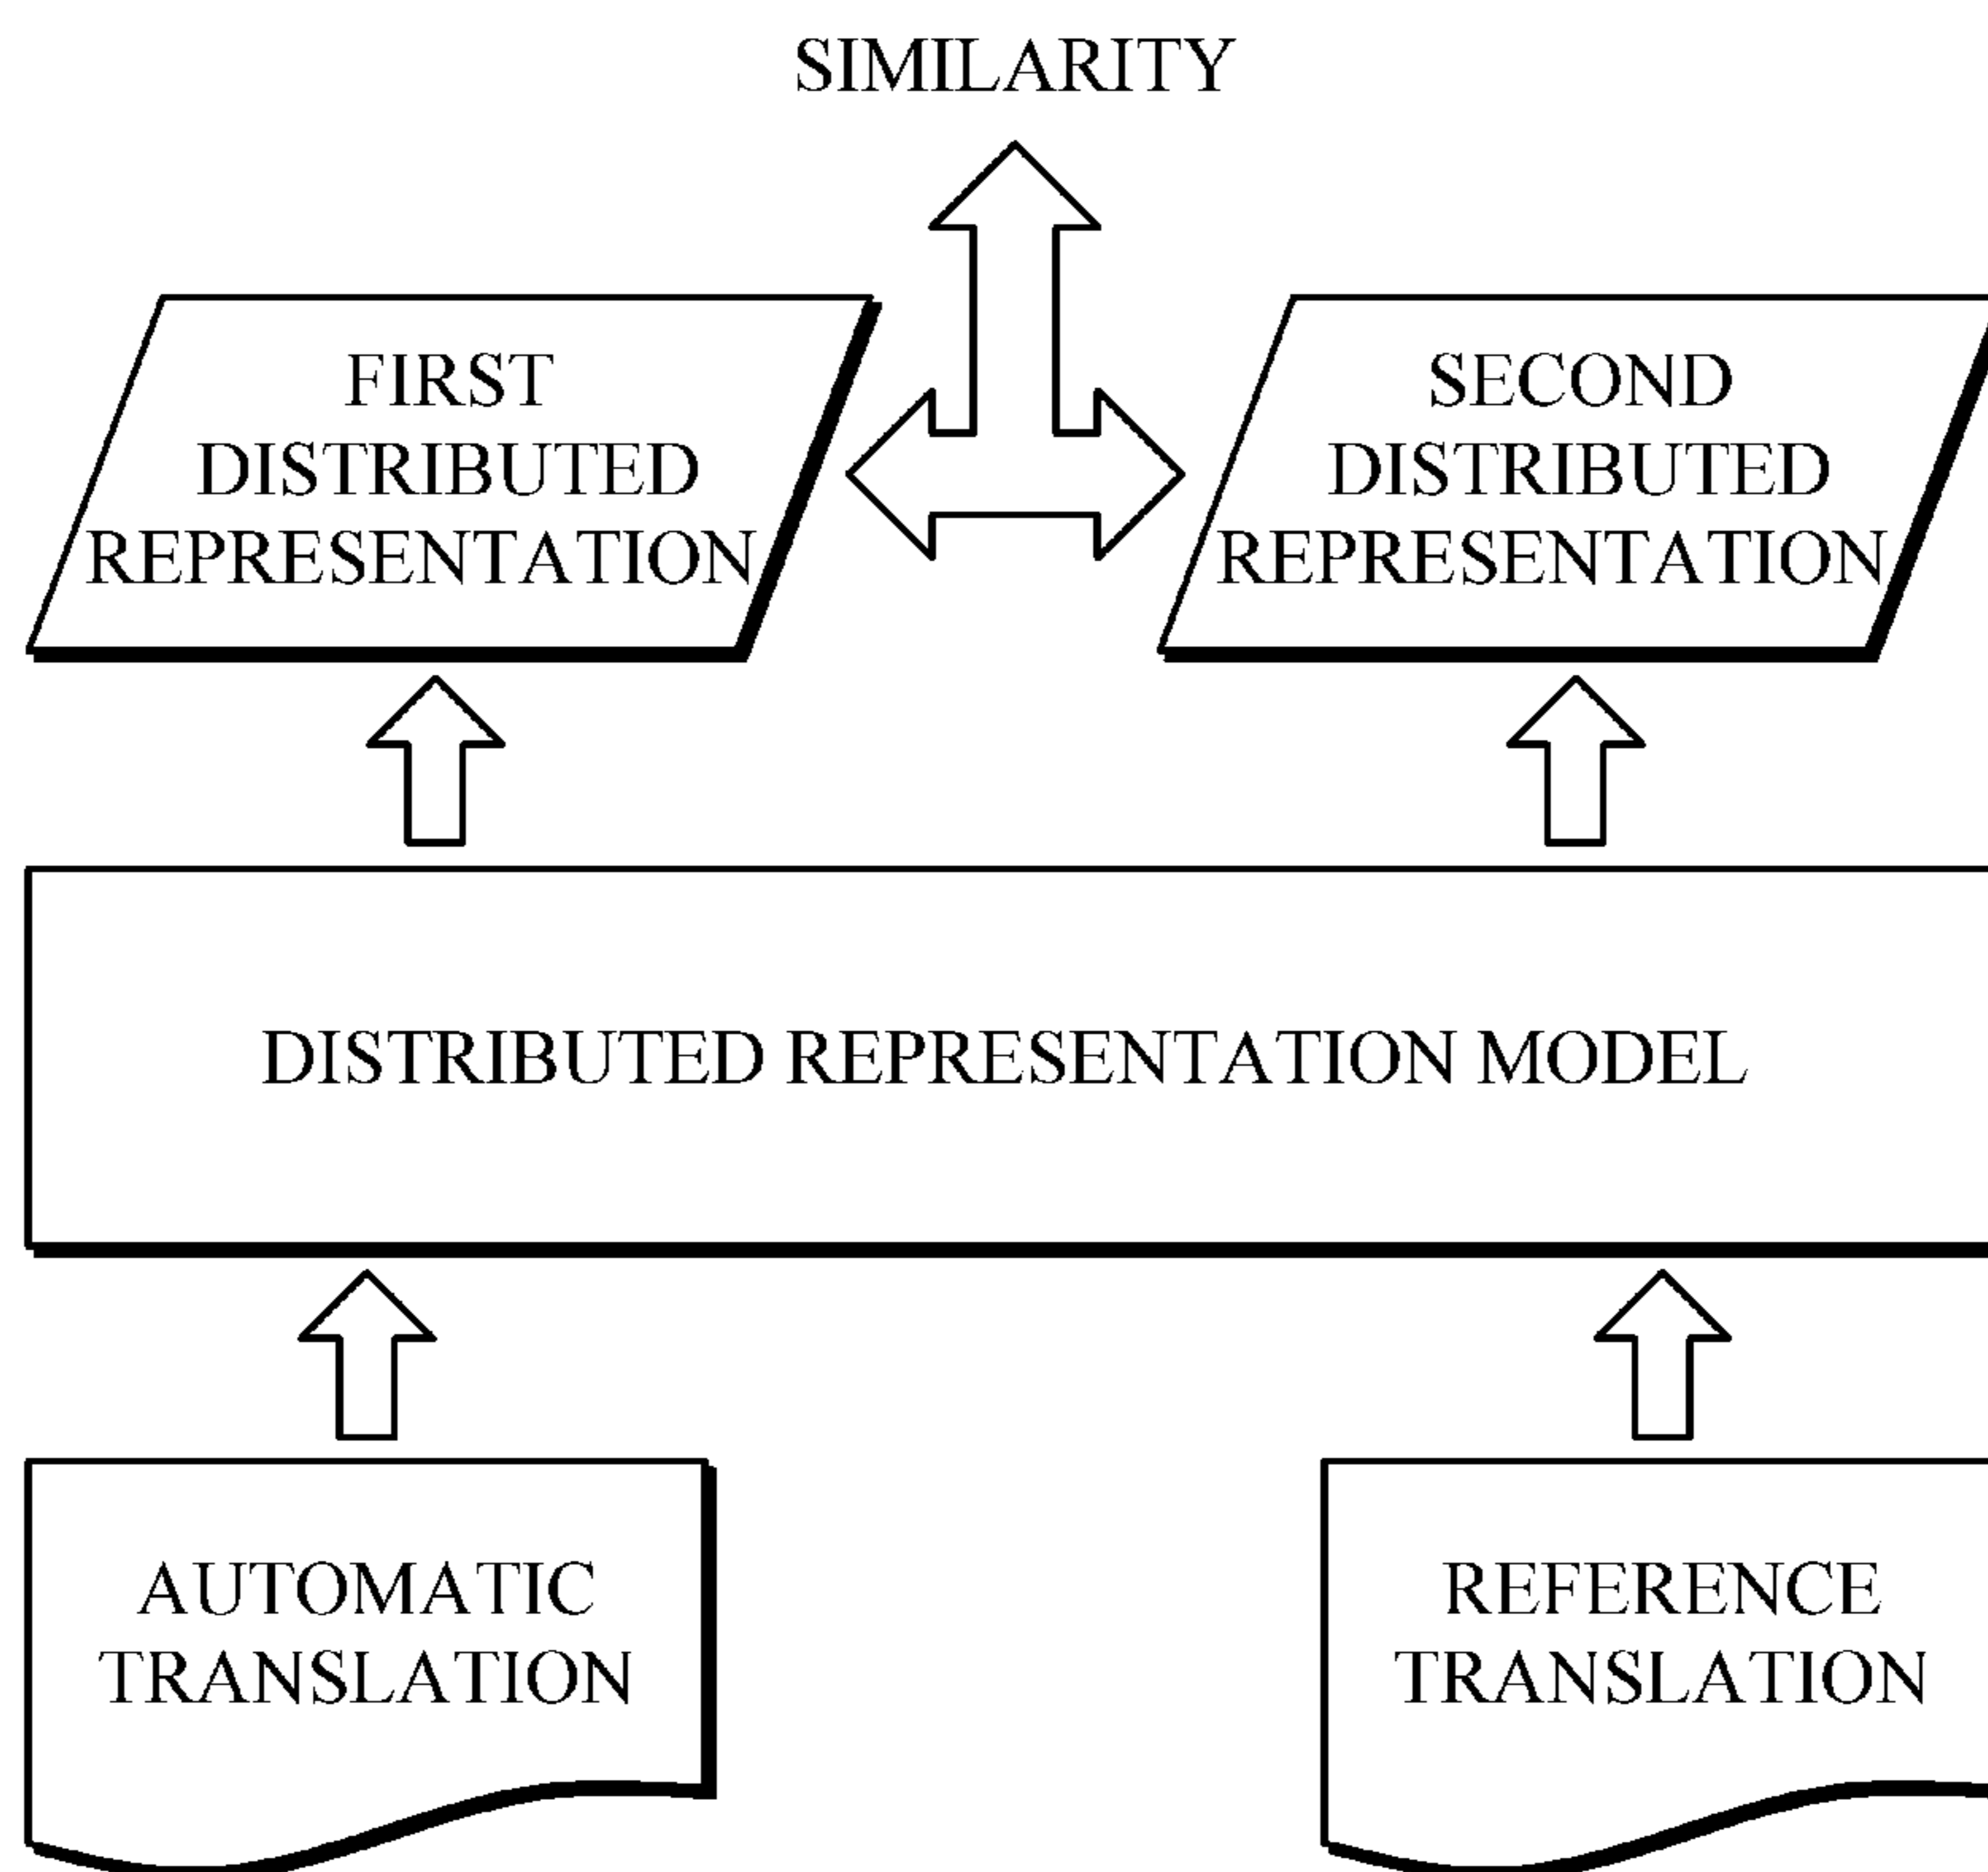 SIMILARITY
FIRST
DISTRIBUTED
REPRESENTATION
SECOND
DISTRIBUTED
REPRESENTATION
DISTRIBUTED REPRESENTATION MODEL
AUTOMATIC
TRANSLATION
REFERENCE
TRANSLATION